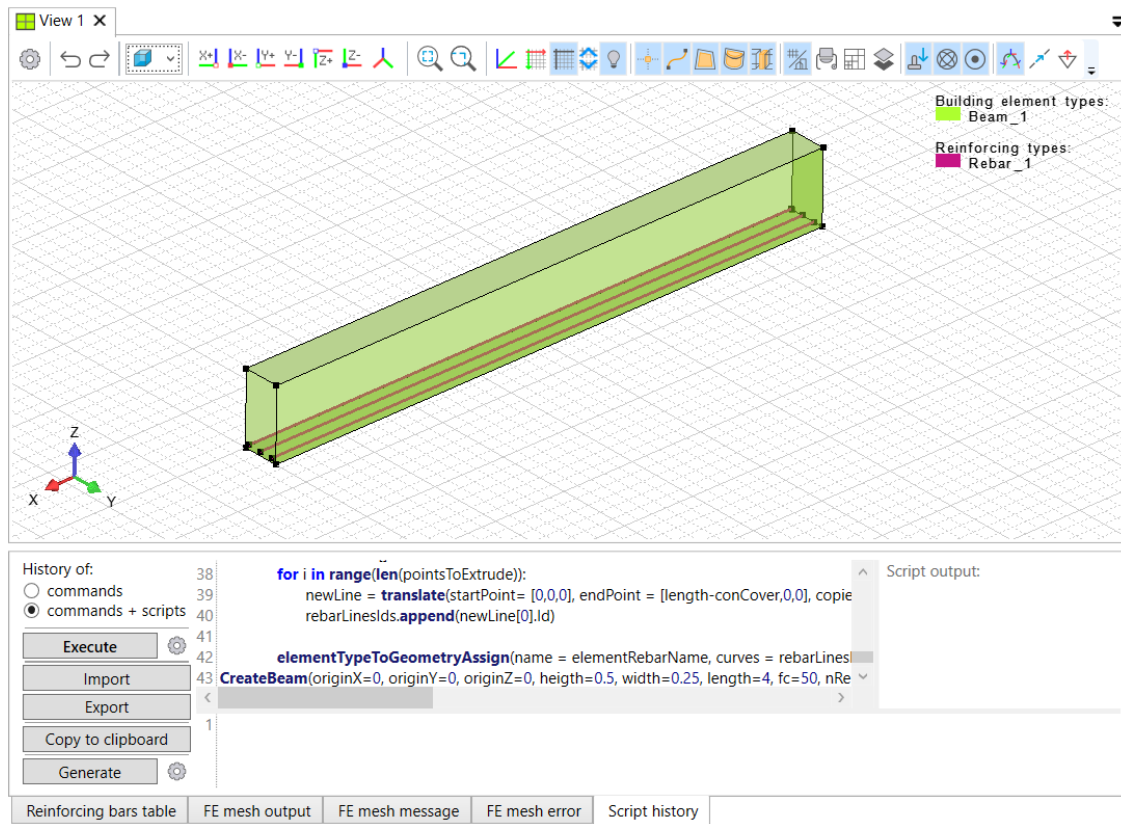 View 1
X+ X- Y+ Y- Z+ Z-
Building element types:
Beam_1
Reinforcing types:
Rebar_1
Z
X
Y
History of:
commands
commands + scripts
Execute
Import
Export
Copy to clipboard
Generate
38 for i in range(len(pointsToExtrude)):
39 newLine = translate(startPoint= [0,0,0], endPoint = [length-conCover,0,0], copie
40 rebarLinesIds.append(newLine[0].Id)
41
42 elementTypeToGeometryAssign(name = elementRebarName, curves = rebarLinesI
43 CreateBeam(originX=0, originY=0, originZ=0, heigth=0.5, width=0.25, length=4, fc=50, nRe
1
Script output:
Reinforcing bars table
FE mesh output
FE mesh message
FE mesh error
Script history